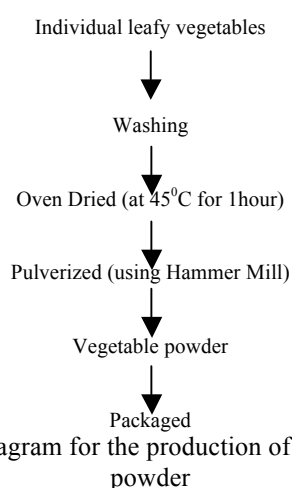 Individual leafy vegetables
Washing
Oven Dried (at 45⁰C for 1hour)
Pulverized (using Hammer Mill)
Vegetable powder
Packaged
agram for the production of
powder